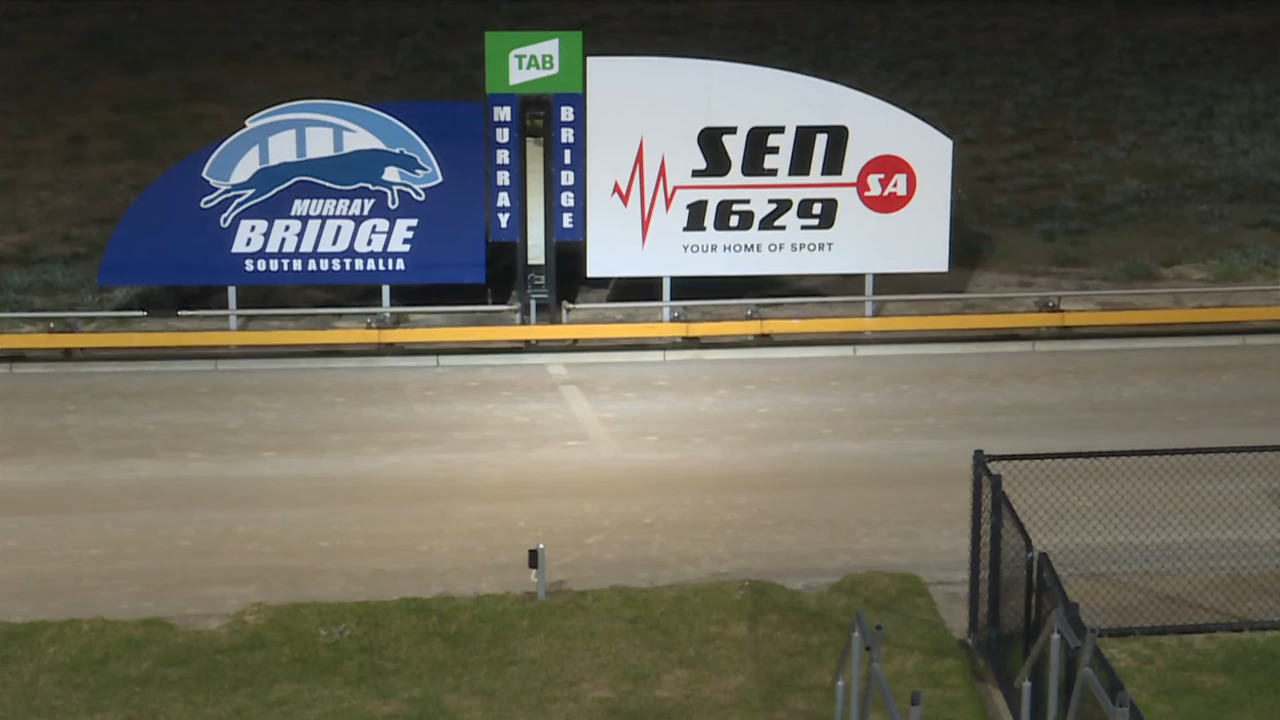 TAB
MURRAY
BRIDGE
MURRAY
BRIDGE
SOUTH AUSTRALIA
SEN
SA
1629
YOUR HOME OF SPORT